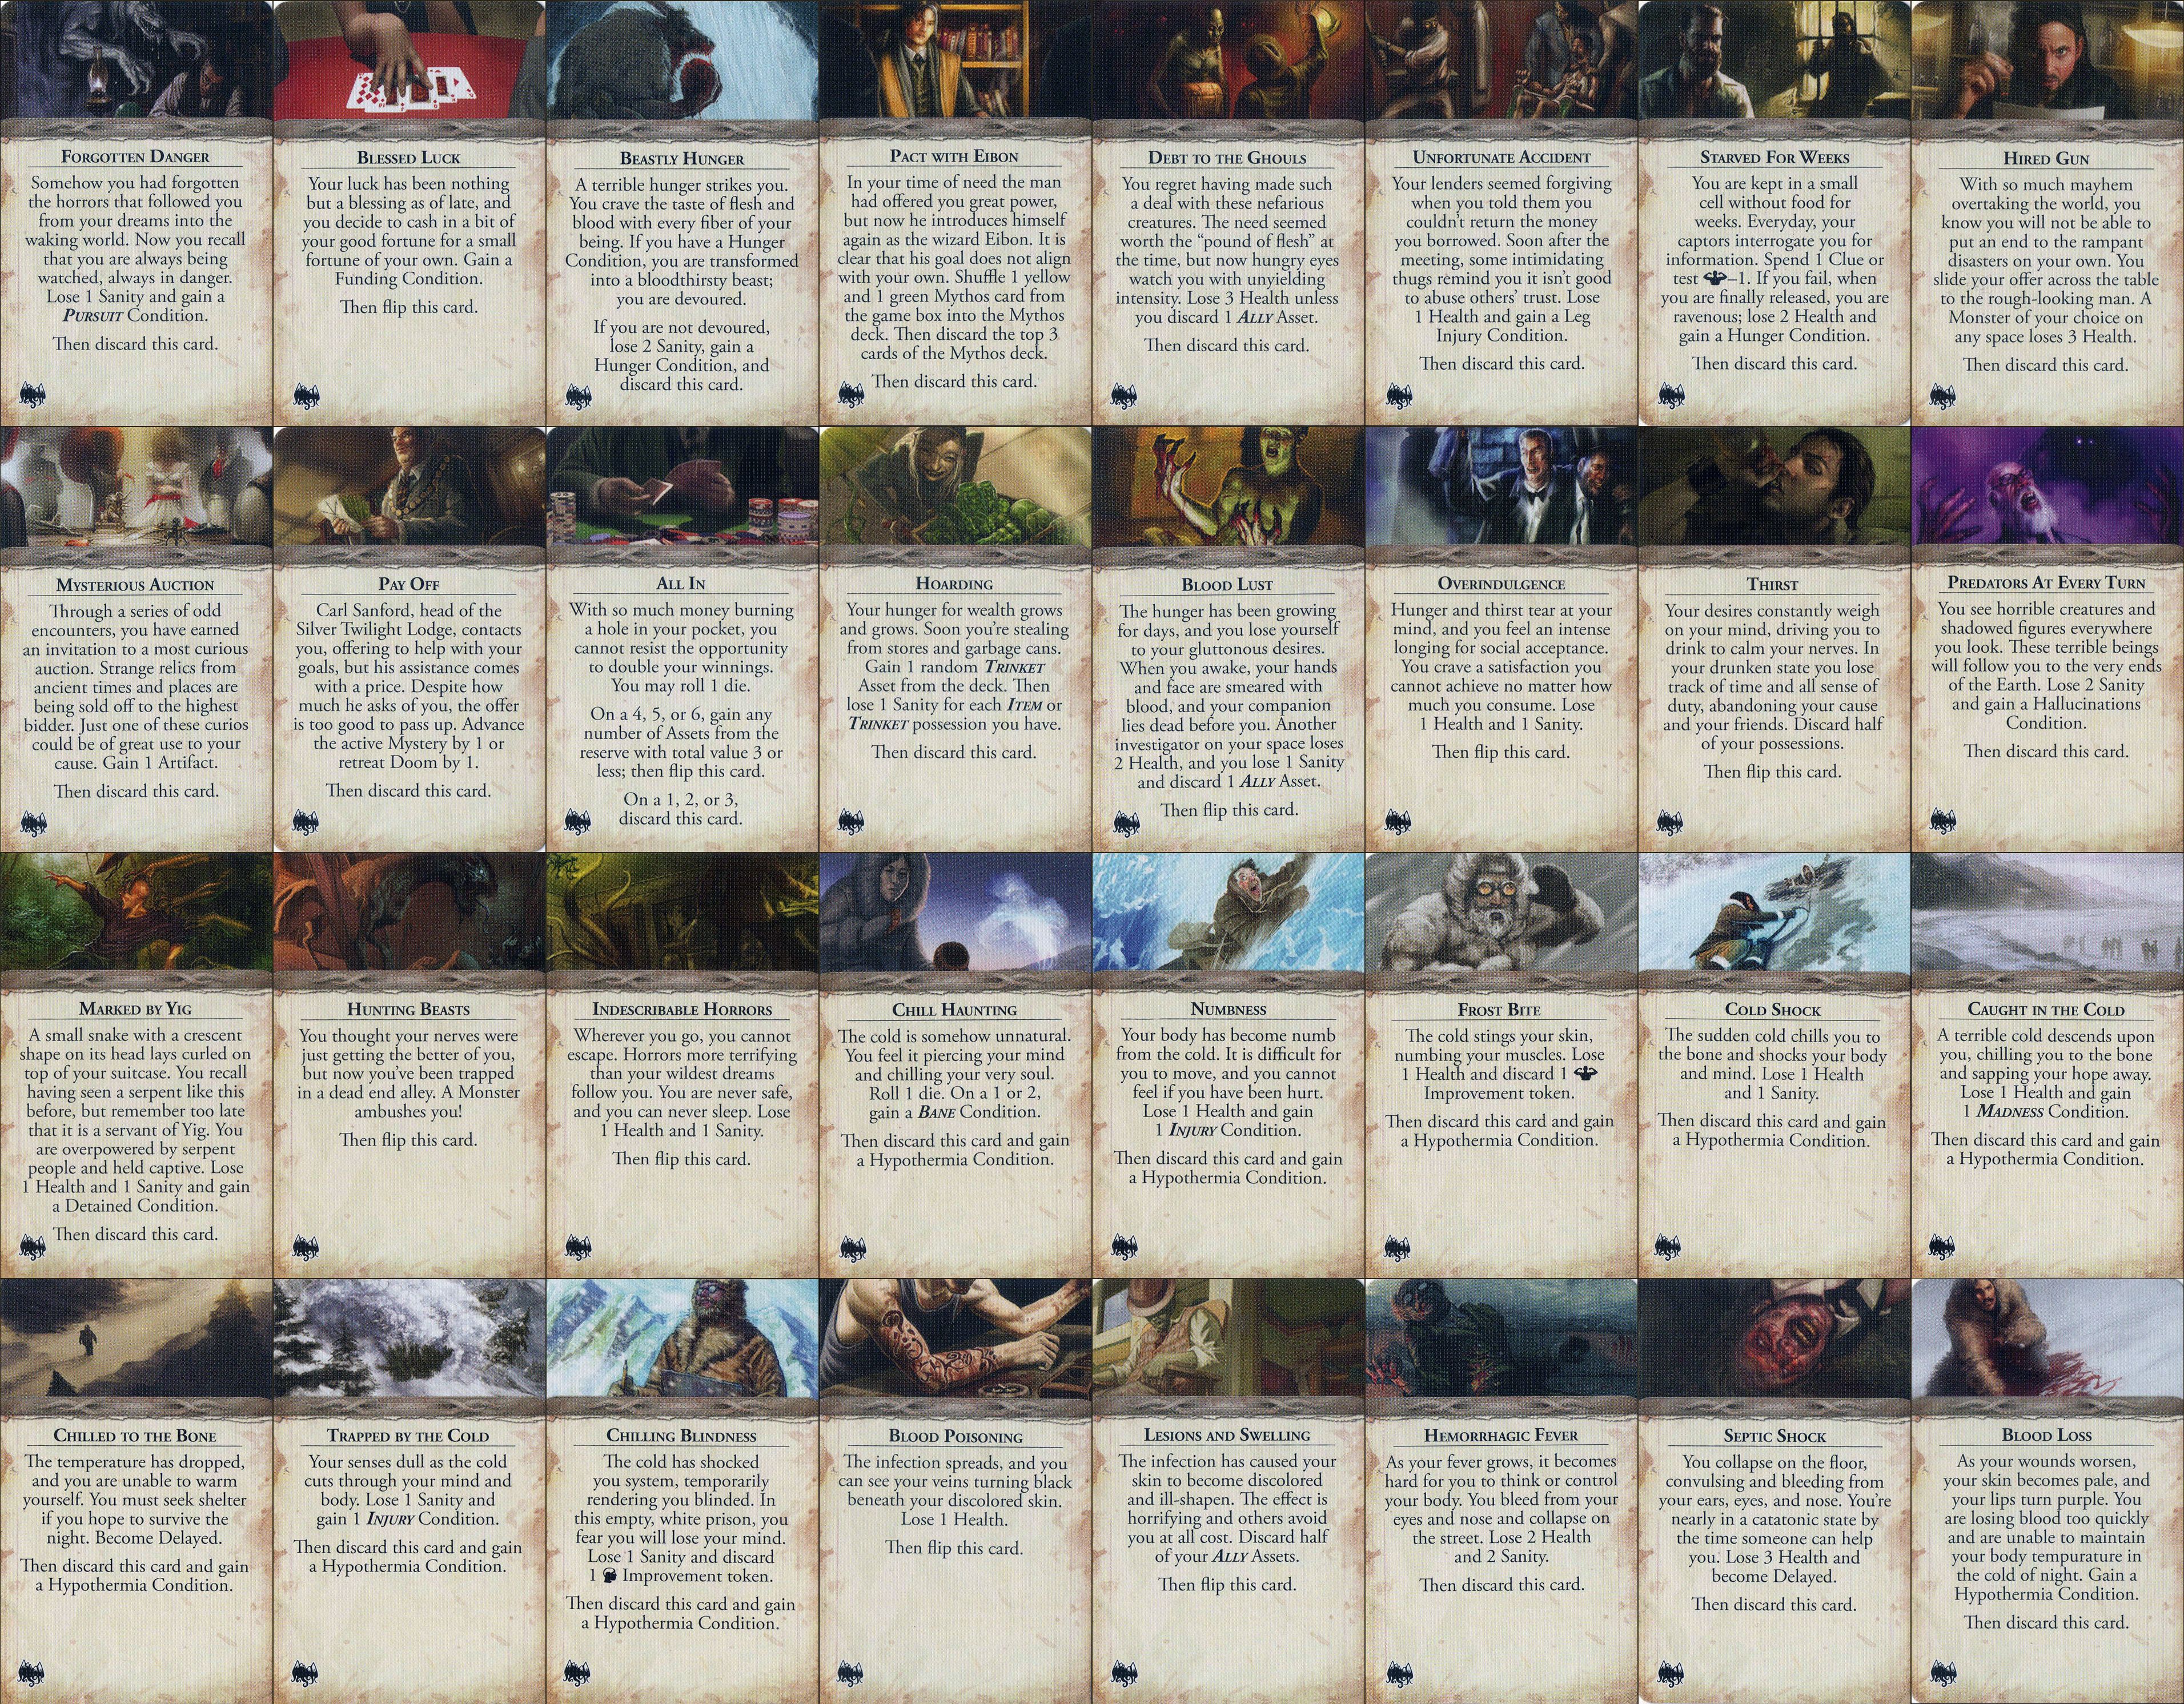 FORGOTTEN DANGER
Somehow you had forgotten
the horrors that followed you
from your dreams into the
waking world. Now you recall
that you are always being
watched, always in danger.
Lose 1 Sanity and gain a
PURSUIT Condition.
Then discard this card.
BLESSED LUCK
Your luck has been nothing
but a blessing as of late, and
you decide to cash in a bit of
your good fortune for a small
fortune of your own. Gain a
Funding Condition.
Then flip this card.
BEASTLY HUNGER
A terrible hunger strikes you.
You crave the taste of flesh and
blood with every fiber of your
being. If you have a Hunger
Condition, you are transformed
into a bloodthirsty beast;
you are devoured.
If you are not devoured,
lose 2 Sanity, gain a
Hunger Condition, and
discard this card.
PACT WITH EIBON
In your time of need the man
had offered you great power,
but now he introduces himself
again as the wizard Eibon. It is
clear that his goal does not align
with your own. Shuffle 1 yellow
and 1 green Mythos card from
the game box into the Mythos
deck. Then discard the top 3
cards of the Mythos deck.
Then discard this card.
DEBT TO THE GHOULS
You regret having made such
a deal with these nefarious
creatures. The need seemed
worth the “pound of flesh” at
the time, but now hungry eyes
watch you with unyielding
intensity. Lose 3 Health unless
you discard 1 ALLY Asset.
Then discard this card.
UNFORTUNATE ACCIDENT
Your lenders seemed forgiving
when you told them you
couldn’t return the money
you borrowed. Soon after the
meeting, some intimidating
thugs remind you it isn’t good
to abuse others’ trust. Lose
1 Health and gain a Leg
Injury Condition.
Then discard this card.
STARVED FOR WEEKS
You are kept in a small
cell without food for
weeks. Everyday, your
captors interrogate you for
information. Spend 1 Clue or
test –1. If you fail, when
you are finally released, you are
ravenous; lose 2 Health and
gain a Hunger Condition.
Then discard this card.
HIRED GUN
With so much mayhem
overtaking the world, you
know you will not be able to
put an end to the rampant
disasters on your own. You
slide your offer across the table
to the rough-looking man. A
Monster of your choice on
any space loses 3 Health.
Then discard this card.
MYSTERIOUS AUCTION
Through a series of odd
encounters, you have earned
an invitation to a most curious
auction. Strange relics from
ancient times and places are
being sold off to the highest
bidder. Just one of these curios
could be of great use to your
cause. Gain 1 Artifact.
Then discard this card.
PAY OFF
Carl Sanford, head of the
Silver Twilight Lodge, contacts
you, offering to help with your
goals, but his assistance comes
with a price. Despite how
much he asks of you, the offer
is too good to pass up. Advance
the active Mystery by 1 or
retreat Doom by 1.
Then discard this card.
ALL IN
With so much money burning
a hole in your pocket, you
cannot resist the opportunity
to double your winnings.
You may roll 1 die.
On a 4, 5, or 6, gain any
number of Assets from the
reserve with total value 3 or
less; then flip this card.
On a 1, 2, or 3,
discard this card.
HOARDING
Your hunger for wealth grows
and grows. Soon you’re stealing
from stores and garbage cans.
Gain 1 random TRINKET
Asset from the deck. Then
lose 1 Sanity for each ITEM or
TRINKET possession you have.
Then discard this card.
BLOOD LUST
The hunger has been growing
for days, and you lose yourself
to your gluttonous desires.
When you awake, your hands
and face are smeared with
blood, and your companion
lies dead before you. Another
investigator on your space loses
2 Health, and you lose 1 Sanity
and discard 1 ALLY Asset.
Then flip this card.
OVERINDULGENCE
Hunger and thirst tear at your
mind, and you feel an intense
longing for social acceptance.
You crave a satisfaction you
cannot achieve no matter how
much you consume. Lose
1 Health and 1 Sanity.
Then flip this card.
THIRST
Your desires constantly weigh
on your mind, driving you to
drink to calm your nerves. In
your drunken state you lose
track of time and all sense of
duty, abandoning your cause
and your friends. Discard half
of your possessions.
Then flip this card.
PREDATORS AT EVERY TURN
You see horrible creatures and
shadowed figures everywhere
you look. These terrible beings
will follow you to the very ends
of the Earth. Lose 2 Sanity
and gain a Hallucinations
Condition.
Then discard this card.
MARKED BY YIG
A small snake with a crescent
shape on its head lays curled on
top of your suitcase. You recall
having seen a serpent like this
before, but remember too late
that it is a servant of Yig. You
are overpowered by serpent
people and held captive. Lose
1 Health and 1 Sanity and gain
a Detained Condition.
Then discard this card.
HUNTING BEASTS
You thought your nerves were
just getting the better of you,
but now you’ve been trapped
in a dead end alley. A Monster
ambushes you!
Then flip this card.
INDESCRIBABLE HORRORS
Wherever you go, you cannot
escape. Horrors more terrifying
than your wildest dreams
follow you. You are never safe,
and you can never sleep. Lose
1 Health and 1 Sanity.
Then flip this card.
CHILL HAUNTING
The cold is somehow unnatural.
You feel it piercing your mind
and chilling your very soul.
Roll 1 die. On a 1 or 2,
gain a BANE Condition.
Then discard this card and gain
a Hypothermia Condition.
NUMBNESS
Your body has become numb
from the cold. It is difficult for
you to move, and you cannot
feel if you have been hurt.
Lose 1 Health and gain
1 INJURY Condition.
Then discard this card and gain
a Hypothermia Condition.
FROST BITE
The cold stings your skin,
numbing your muscles. Lose
1 Health and discard 1
Improvement token.
Then discard this card and gain
a Hypothermia Condition.
COLD SHOCK
The sudden cold chills you to
the bone and shocks your body
and mind. Lose 1 Health
and 1 Sanity.
Then discard this card and gain
a Hypothermia Condition.
CAUGHT IN THE COLD
A terrible cold descends upon
you, chilling you to the bone
and sapping your hope away.
Lose 1 Health and gain
1 MADNESS Condition.
Then discard this card and gain
a Hypothermia Condition.
CHILLED TO THE BONE
The temperature has dropped,
and you are unable to warm
yourself. You must seek shelter
if you hope to survive the
night. Become Delayed.
Then discard this card and gain
a Hypothermia Condition.
TRAPPED BY THE COLD
Your senses dull as the cold
cuts through your mind and
body. Lose 1 Sanity and
gain 1 INJURY Condition.
Then discard this card and gain
a Hypothermia Condition.
CHILLING BLINDNESS
The cold has shocked
you system, temporarily
rendering you blinded. In
this empty, white prison, you
fear you will lose your mind.
Lose 1 Sanity and discard
1 Improvement token.
Then discard this card and gain
a Hypothermia Condition.
BLOOD POISONING
The infection spreads, and you
can see your veins turning black
beneath your discolored skin.
Lose 1 Health.
Then flip this card.
LESIONS AND SWELLING
The infection has caused your
skin to become discolored
and ill-shapen. The effect is
horrifying and others avoid
you at all cost. Discard half
of your ALLY Assets.
Then flip this card.
HEMORRHAGIC FEVER
As your fever grows, it becomes
hard for you to think or control
your body. You bleed from your
eyes and nose and collapse on
the street. Lose 2 Health
and 2 Sanity.
Then discard this card.
SEPTIC SHOCK
You collapse on the floor,
convulsing and bleeding from
your ears, eyes, and nose. You’re
nearly in a catatonic state by
the time someone can help
you. Lose 3 Health and
become Delayed.
Then discard this card.
BLOOD LOSS
As your wounds worsen,
your skin becomes pale, and
your lips turn purple. You
are losing blood too quickly
and are unable to maintain
your body tempurature in
the cold of night. Gain a
Hypothermia Condition.
Then discard this card.